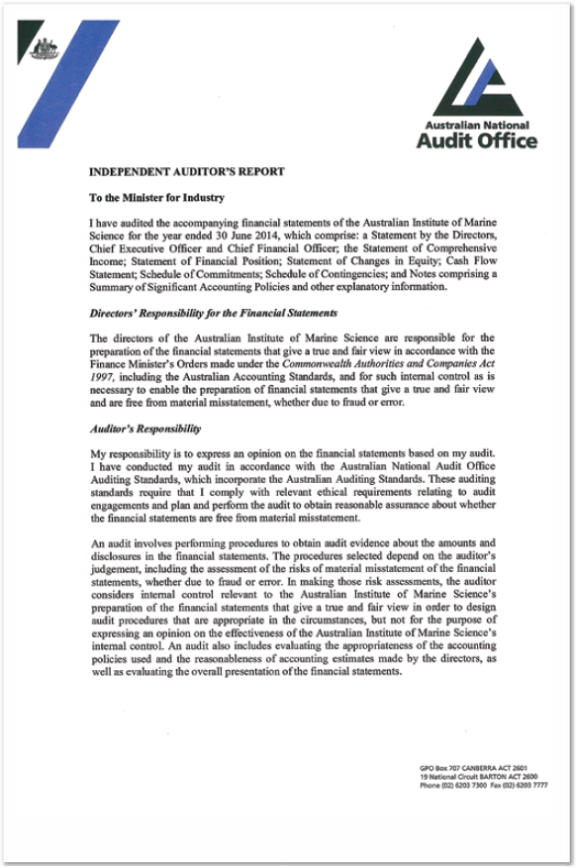 Australian National
Audit Office
INDEPENDENT AUDITOR'S REPORT
To the Minister for Industry
I have audited the accompanying financial statements of the Australian Institute of Marine
Science for the year ended 30 June 2014, which comprise: a Statement by the Directors,
Chief Executive Officer and Chief Financial Officer; the Statement of Comprehensive
Income; Statement of Financial Position; Statement of Changes in Equity; Cash Flow
Statement; Schedule of Commitments; Schedule of Contingencies; and Notes comprising a
Summary of Significant Accounting Policies and other explanatory information.
Directors' Responsibility for the Financial Statements
The directors of the Australian Institute of Marine Science are responsible for the
preparation of the financial statements that give a true and fair view in accordance with the
Finance Minister's Orders made under the Commonwealth Authorities and Companies Act
1997, including the Australian Accounting Standards, and for such internal control as is
necessary to enable the preparation of financial statements that give a true and fair view
and are free from material misstatement, whether due to fraud or error.
Auditor's Responsibility
My responsibility is to express an opinion on the financial statements based on my audit.
I have conducted my audit in accordance with the Australian National Audit Office
Auditing Standards, which incorporate the Australian Auditing Standards. These auditing
standards require that I comply with relevant ethical requirements relating to audit
engagements and plan and perform the audit to obtain reasonable assurance about whether
the financial statements are free from material misstatement.
An audit involves performing procedures to obtain audit evidence about the amounts and
disclosures in the financial statements. The procedures selected depend on the auditor's
judgement, including the assessment of the risks of material misstatement of the financial
statements, whether due to fraud or error. In making those risk assessments, the auditor
considers internal control relevant to the Australian Institute of Marine Science's
preparation of the financial statements that give a true and fair view in order to design
audit procedures that are appropriate in the circumstances, but not for the purpose of
expressing an opinion on the effectiveness of the Australian Institute of Marine Science's
internal control. An audit also includes evaluating the appropriateness of the accounting
policies used and the reasonableness of accounting estimates made by the directors, as
well as evaluating the overall presentation of the financial statements.
GPO Box 707 CANBERRA ACT 2601
19 National Circuit BARTON ACT 2600
Phone (02) 6203 7300 Fax (02) 6203 7777